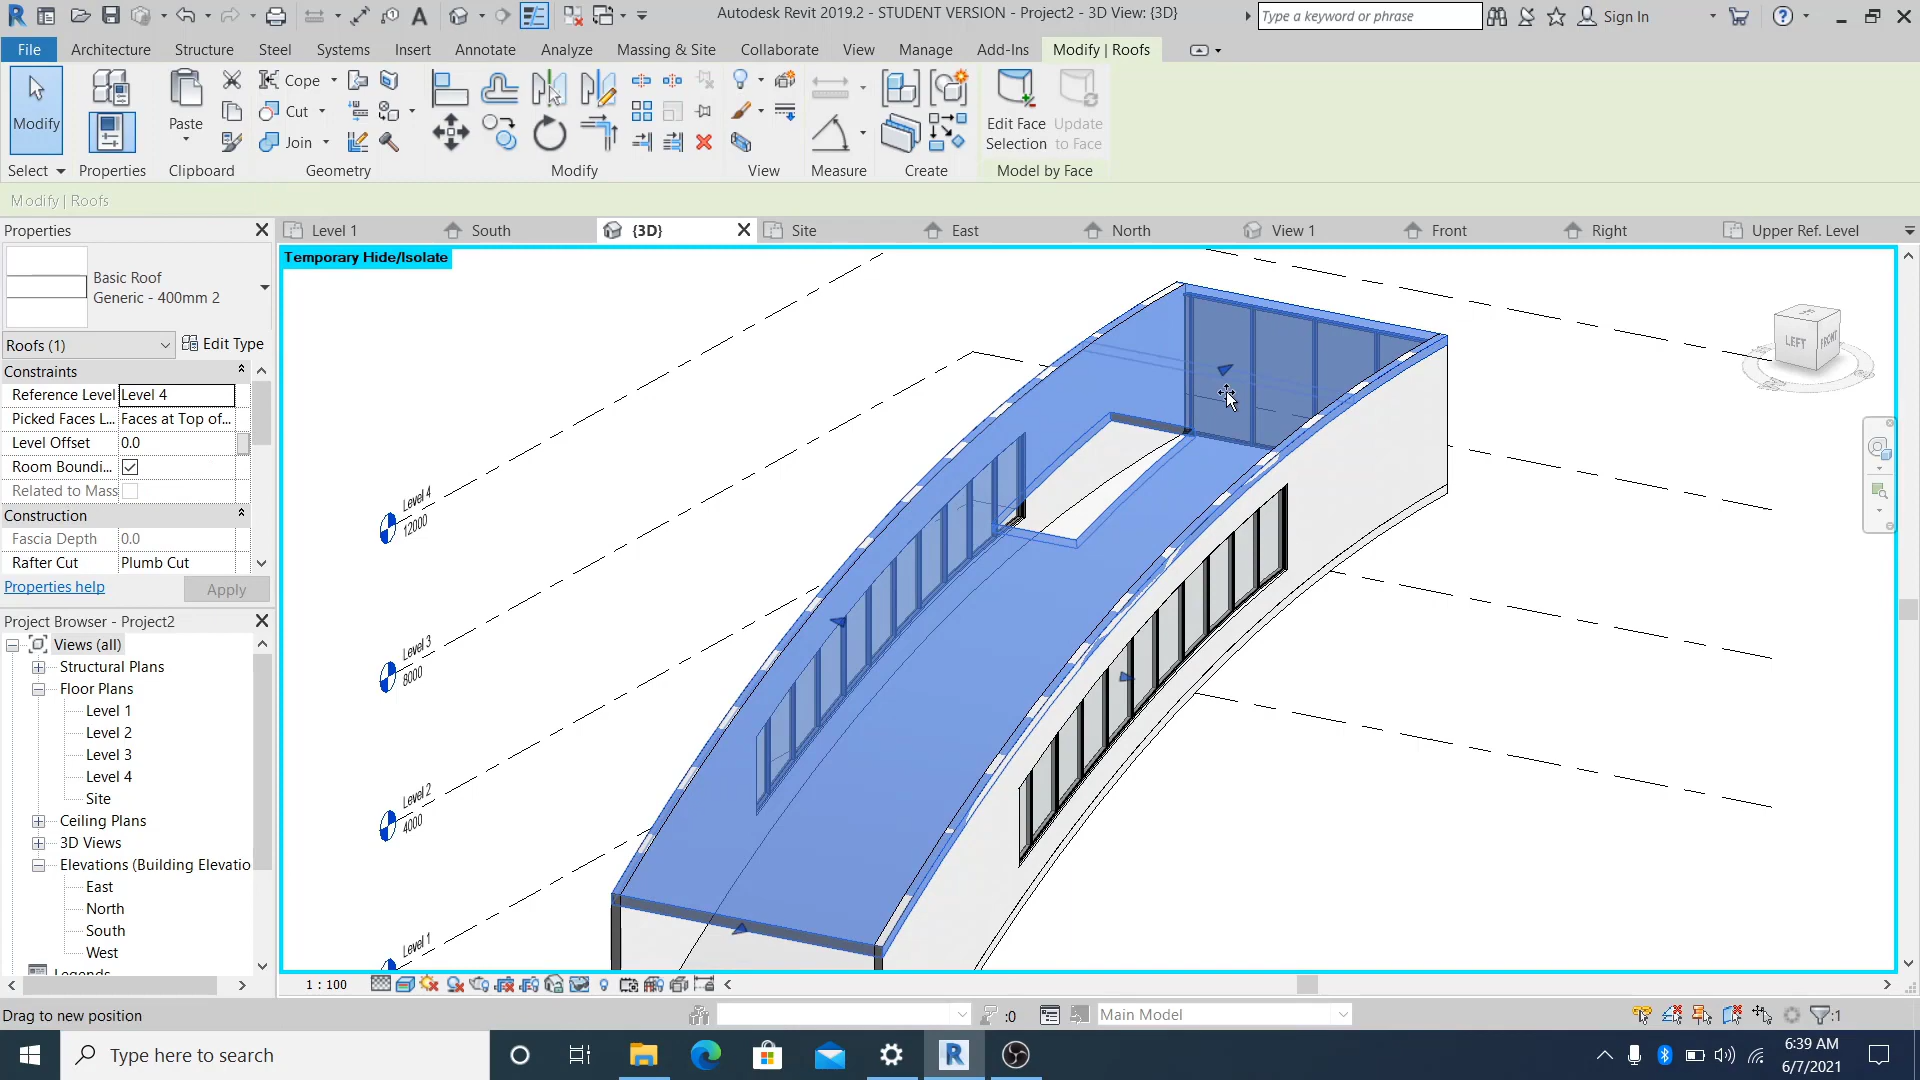 Autodesk Revit 2019.2 - STUDENT VERSION - Project2 - 3D View: {3D}
Type a keyword or phrase
Sign In
File Architecture Structure Steel Systems Insert Annotate Analyze Massing & Site Collaborate View Manage Add-Ins Modify | Roofs
Modify
Paste
Cope
Cut
Join
Edit Face Selection
Update to Face
Select Properties Clipboard Geometry Modify View Measure Create Model by Face
Modify | Roofs
Properties
Level 1 South {3D} Site East North View 1 Front Right Upper Ref. Level
Temporary Hide/Isolate
Basic Roof
Generic - 400mm 2
Roofs (1) Edit Type
Constraints
Reference Level Level 4
Picked Faces L... Faces at Top of...
Level Offset 0.0
Room Boundi...
Related to Mass
Construction
Fascia Depth 0.0
Rafter Cut Plumb Cut
Properties help Apply
Project Browser - Project2
Views (all)
Structural Plans
Floor Plans
Level 1
Level 2
Level 3
Level 4
Site
Ceiling Plans
3D Views
Elevations (Building Elevatio
East
North
South
West
Legends
Level 4
12000
Level 3
8000
Level 2
4000
Level 1
LEFT
FRONT
1 : 100
Drag to new position
:0
Main Model
:1
Type here to search
6:39 AM
6/7/2021